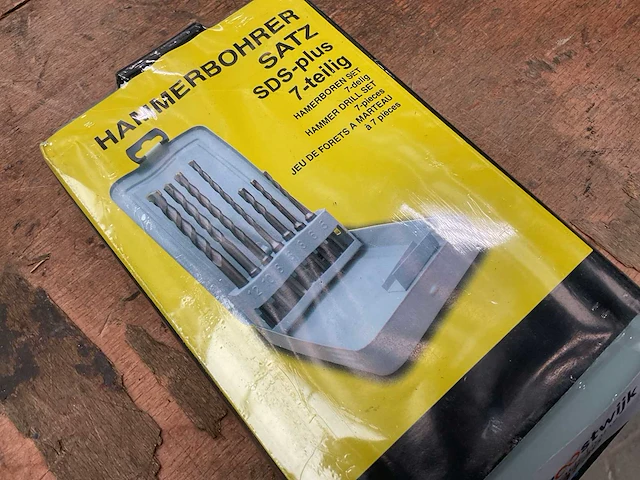 HAMMERBOHRER
SATZ
SDS-plus
7-teilig
HAMERBOREN SET
7-delig
HAMMER DRILL SET
7-pieces
JEU DE FORETS A MARTEAU
à 7 pièces